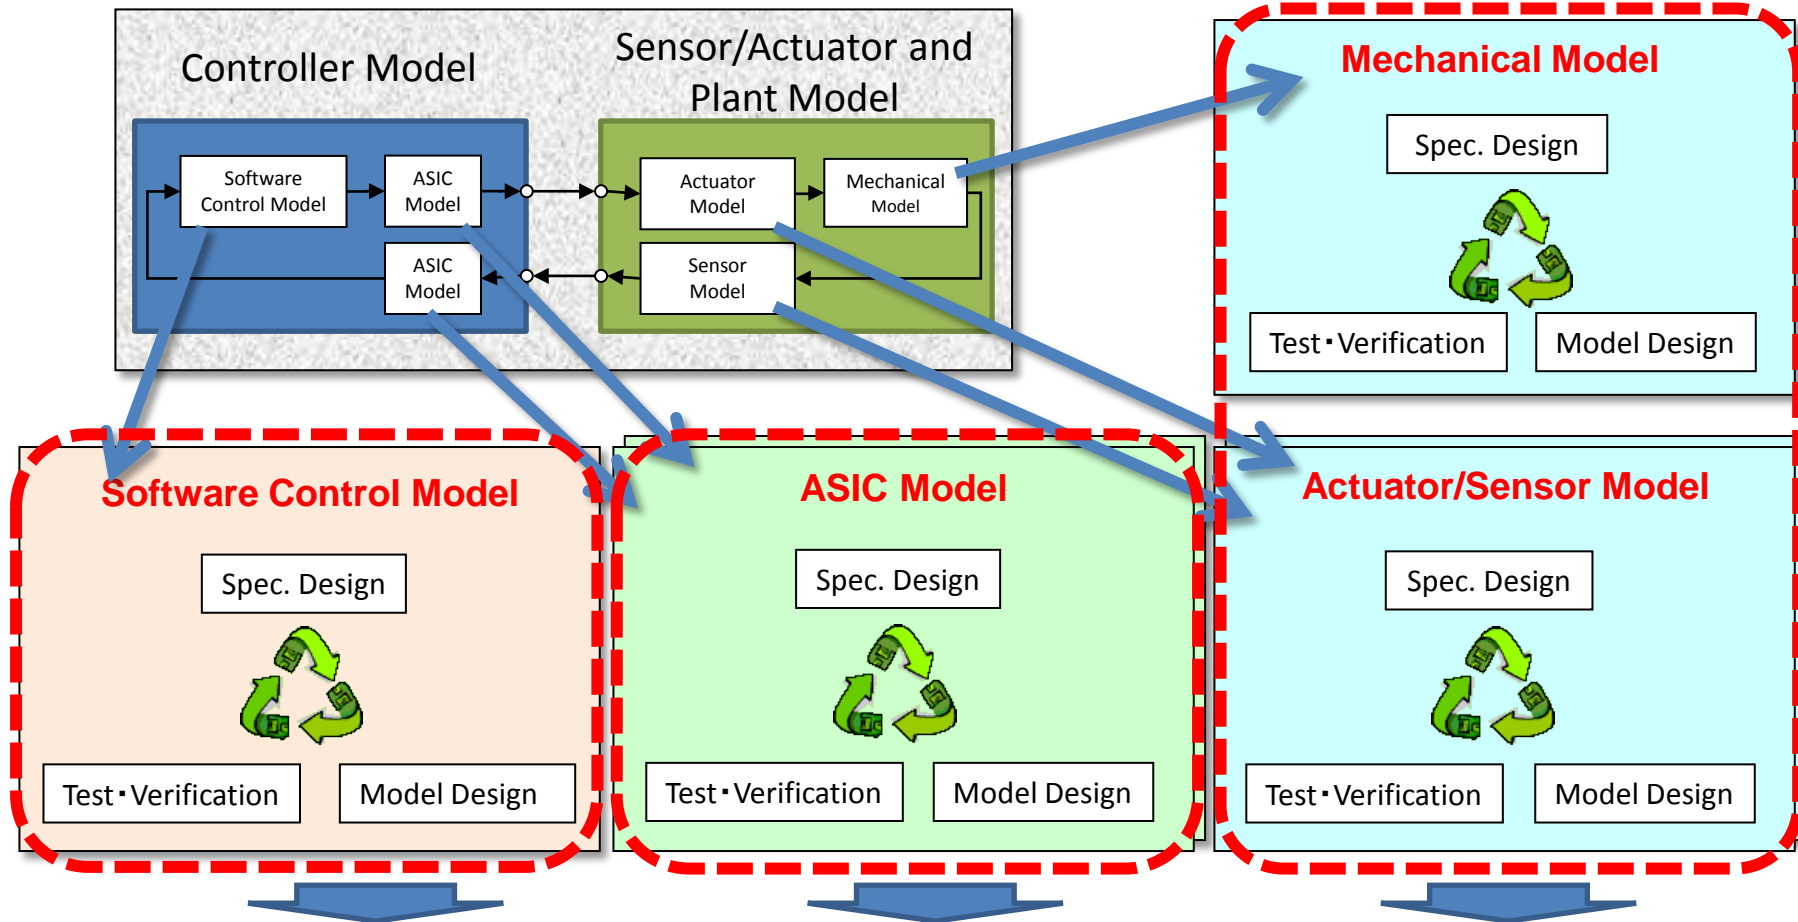 Controller Model
Sensor/Actuator and
Plant Model
Software
Control Model
ASIC
Model
Actuator
Model
Mechanical
Model
ASIC
Model
Sensor
Model
Mechanical Model
Spec. Design
Test・Verification
Model Design
Software Control Model
Spec. Design
Test・Verification
Model Design
ASIC Model
Spec. Design
Test・Verification
Model Design
Actuator/Sensor Model
Spec. Design
Test・Verification
Model Design